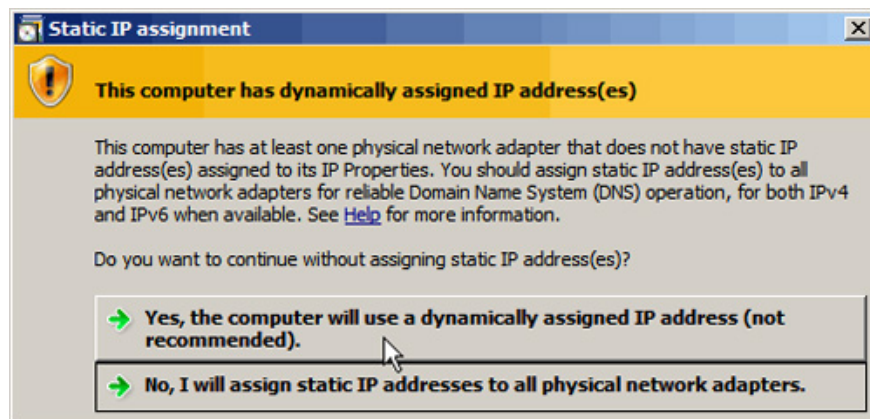 Static IP assignment
This computer has dynamically assigned IP address(es)
This computer has at least one physical network adapter that does not have static IP
address(es) assigned to its IP Properties. You should assign static IP address(es) to all
physical network adapters for reliable Domain Name System (DNS) operation, for both IPv4
and IPv6 when available. See Help for more information.
Do you want to continue without assigning static IP address(es)?
Yes, the computer will use a dynamically assigned IP address (not
recommended).
No, I will assign static IP addresses to all physical network adapters.